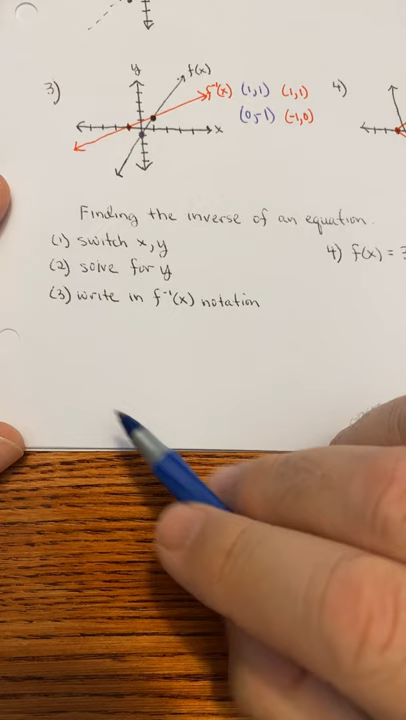 y
f(x)
3)
f⁻¹(x) (1,1) (1,1) 4)
(0,-1) (-1,0)
x
Finding the inverse of an equation.
(1) switch x, y
(2) solve for y
4) f(x) = 3
(3) write in f⁻¹(x) notation